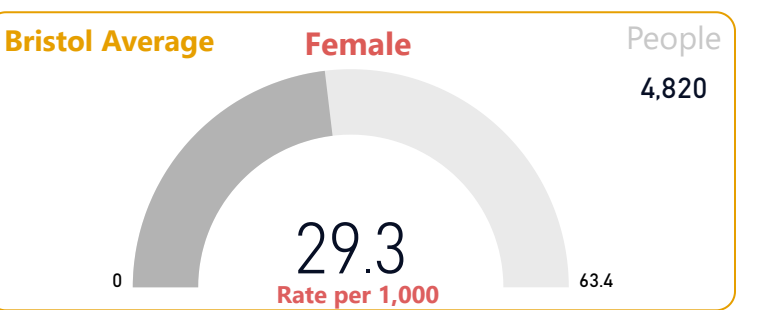 Bristol Average
Female
People
4,820
29.3
0
63.4
Rate per 1,000